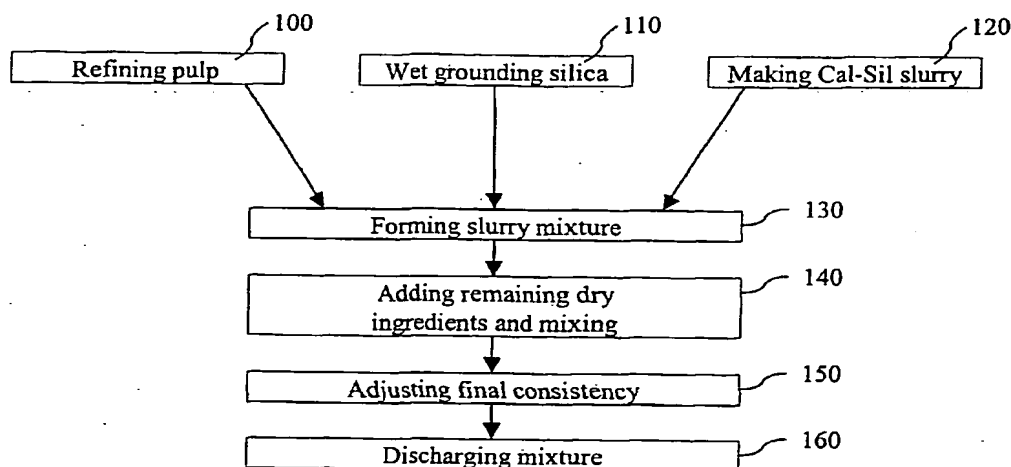 100
110
120
Refining pulp
Wet grounding silica
Making Cal-Sil slurry
130
Forming slurry mixture
140
Adding remaining dry
ingredients and mixing
150
Adjusting final consistency
160
Discharging mixture